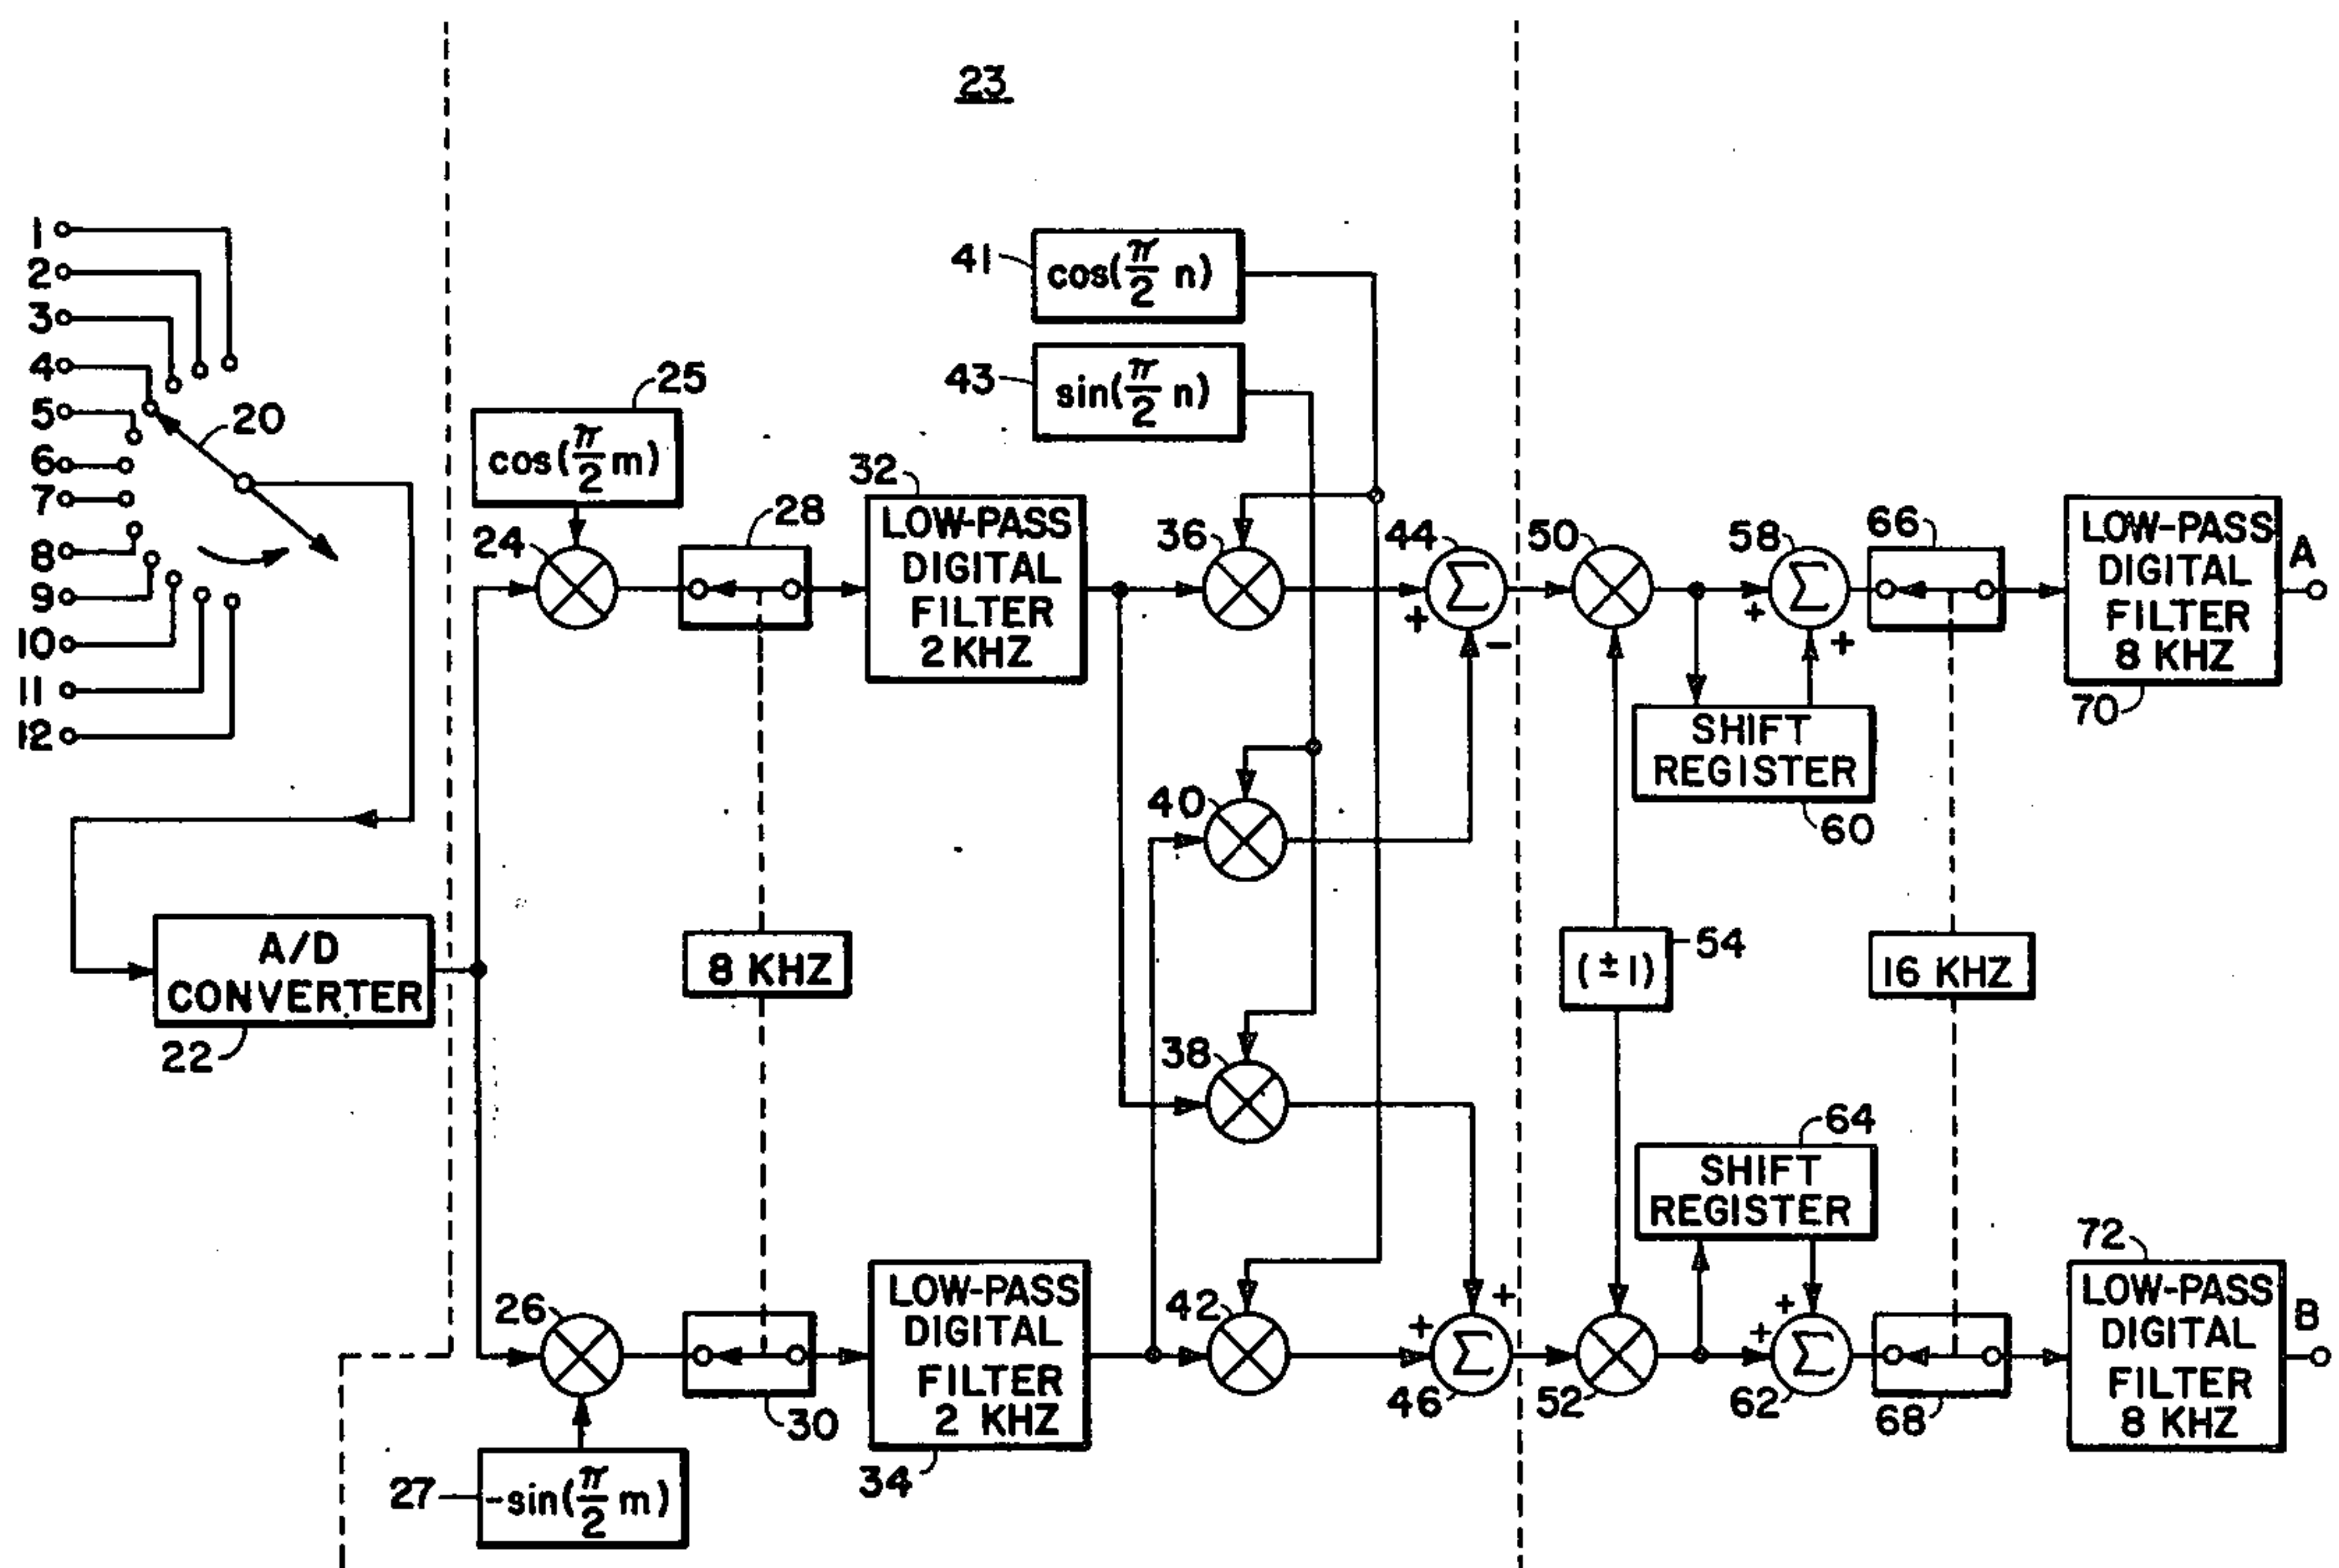 23
1
2
3
4
5
6
7
8
9
10
11
12
20
A/D
CONVERTER
22
25
cos(π/2 m)
24
28
32
LOW-PASS
DIGITAL
FILTER
2 KHZ
41
cos(π/2 n)
43
sin(π/2 n)
36
44
+
-
40
8 KHZ
38
26
27
-sin(π/2 m)
30
LOW-PASS
DIGITAL
FILTER
2 KHZ
34
42
+
+
46
50
58
+
+
66
LOW-PASS
DIGITAL
FILTER
8 KHZ
70
A
SHIFT
REGISTER
60
(±1)
54
16 KHZ
64
SHIFT
REGISTER
52
+
+
62
68
72
LOW-PASS
DIGITAL
FILTER
8 KHZ
B